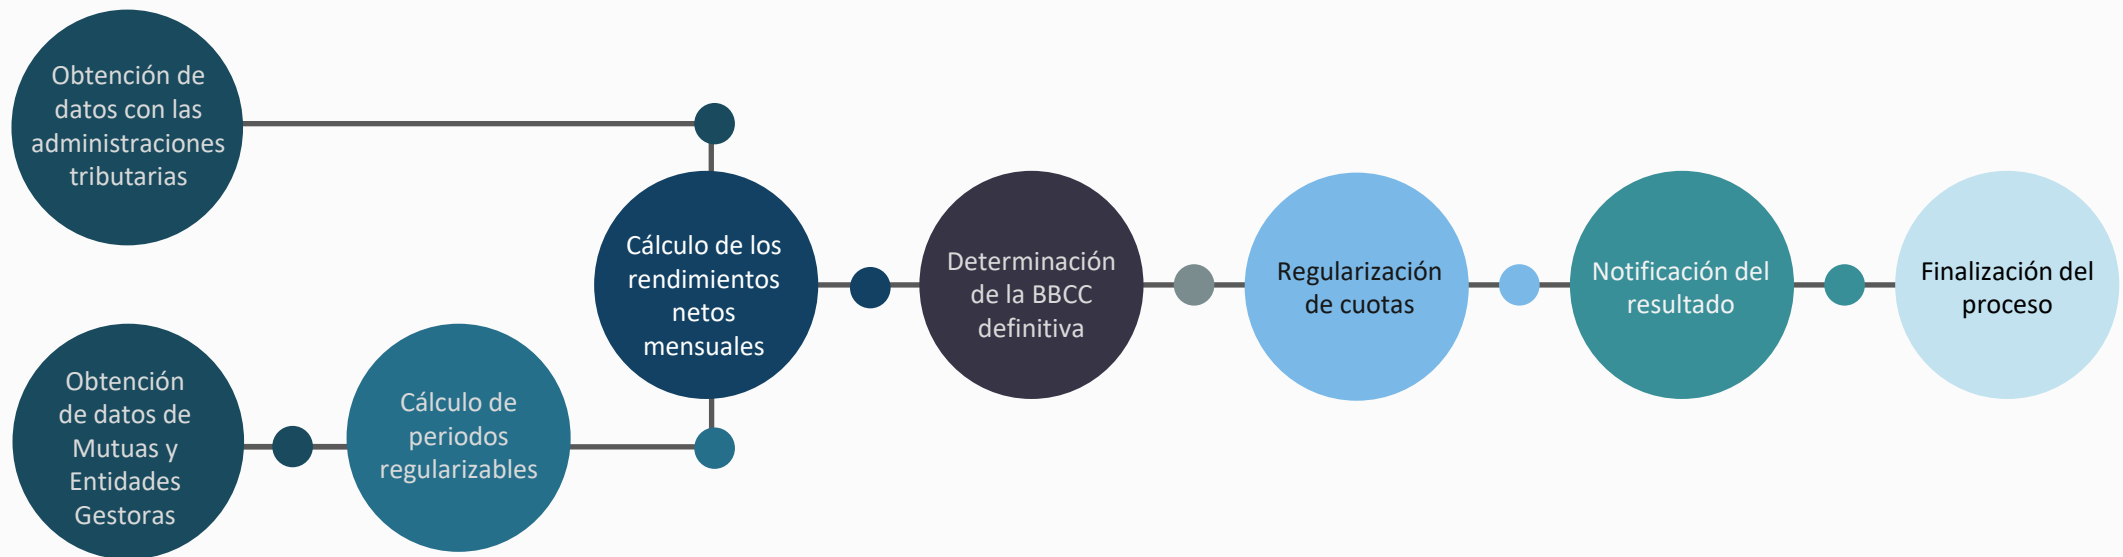 Obtención de
datos con las
administraciones
tributarias
Obtención
de datos de
Mutuas y
Entidades
Gestoras
Cálculo de
periodos
regularizables
Cálculo de los
rendimientos
netos
mensuales
Determinación
de la BBCC
definitiva
Regularización
de cuotas
Notificación del
resultado
Finalización del
proceso